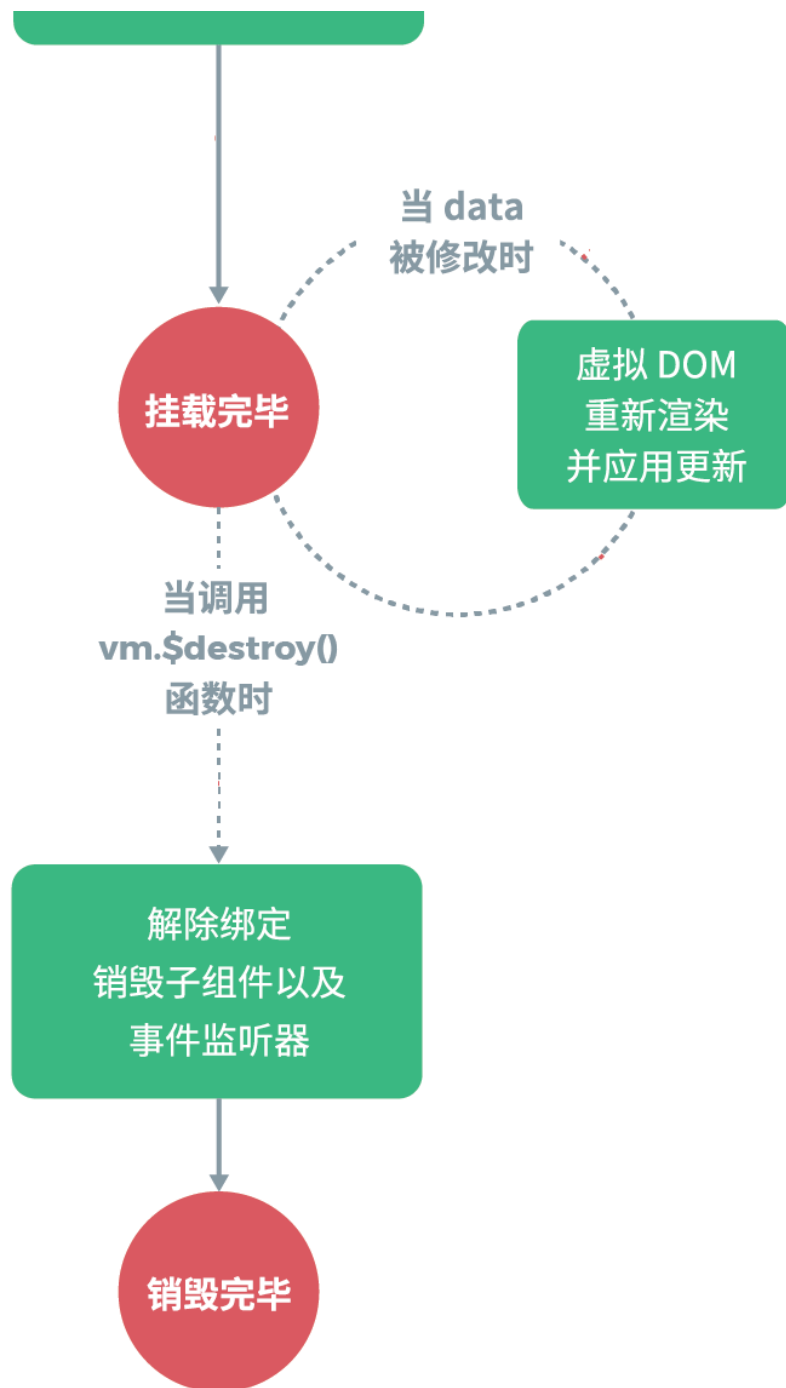 当 data
被修改时
虚拟 DOM
重新渲染
并应用更新
挂载完毕
当调用
vm.$destroy()
函数时
解除绑定
销毁子组件以及
事件监听器
销毁完毕